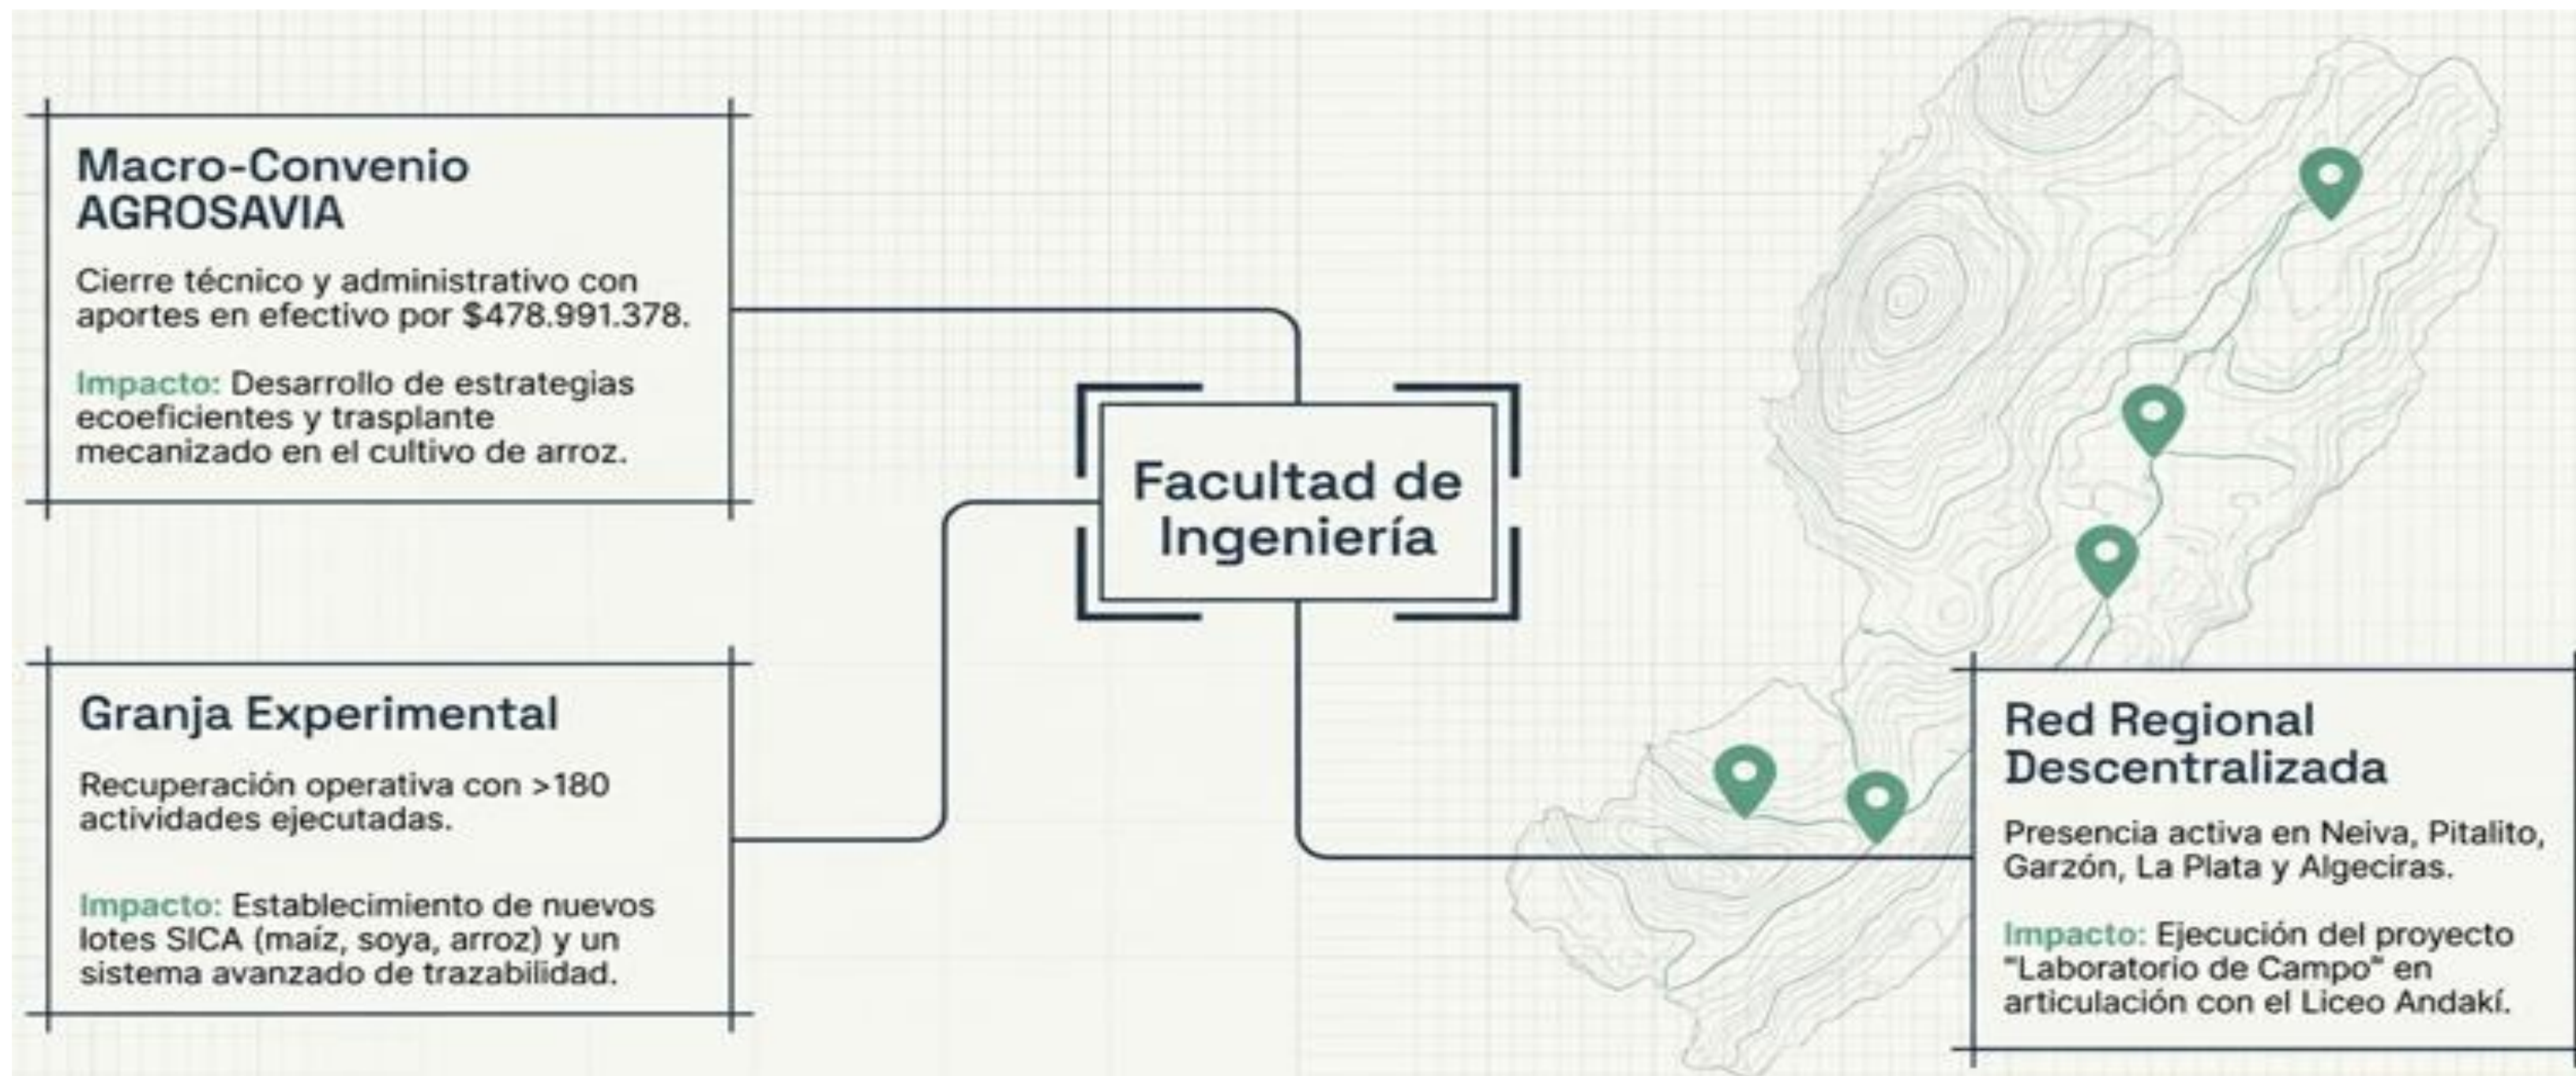 Macro-Convenio
AGROSAVIA
Cierre técnico y administrativo con
aportes en efectivo por $478.991.378.
Impacto: Desarrollo de estrategias
ecoeficientes y trasplante
mecanizado en el cultivo de arroz.
Facultad de
Ingeniería
Granja Experimental
Recuperación operativa con >180
actividades ejecutadas.
Impacto: Establecimiento de nuevos
lotes SICA (maíz, soya, arroz) y un
sistema avanzado de trazabilidad.
Red Regional
Descentralizada
Presencia activa en Neiva, Pitalito,
Garzón, La Plata y Algeciras.
Impacto: Ejecución del proyecto
"Laboratorio de Campo" en
articulación con el Liceo Andakí.